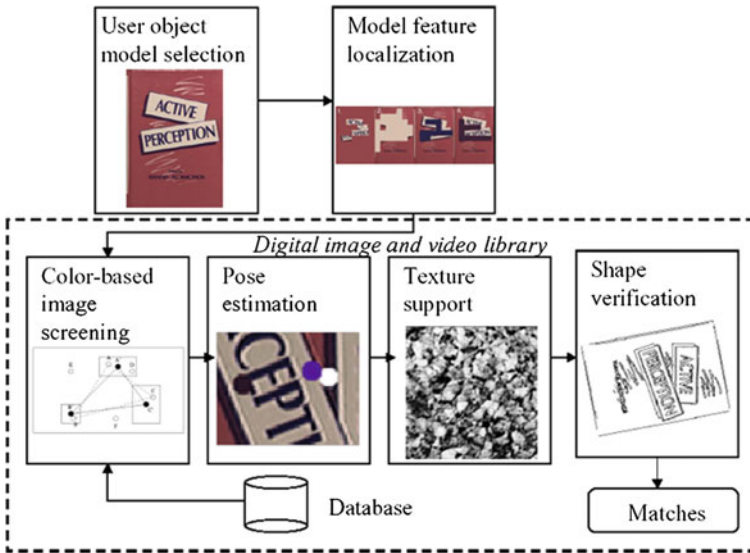 User object
model selection
ACTIVE
PERCEPTION
Model feature
localization
Digital image and video library
Color-based
image
screening
Pose
estimation
CEPTI
Texture
support
Shape
verification
PERCEPTION
ACTIVE
Database
Matches